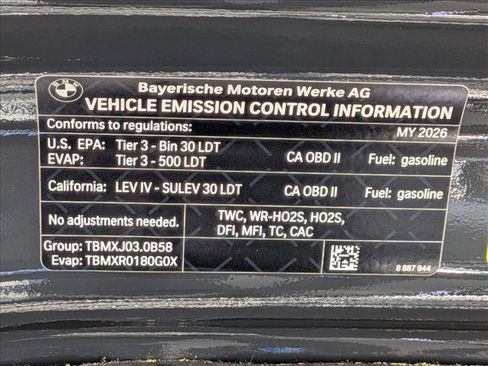 BMW
Bayerische Motoren Werke AG
VEHICLE EMISSION CONTROL INFORMATION
Conforms to regulations: MY 2026
U.S. EPA: Tier 3 - Bin 30 LDT
EVAP: Tier 3 - 500 LDT CA OBD II Fuel: gasoline
California: LEV IV - SULEV 30 LDT CA OBD II Fuel: gasoline
No adjustments needed. TWC, WR-HO2S, HO2S,
DFI, MFI, TC, CAC
Group: TBMXJ03.0B58
Evap: TBMXR0180G0X 8 887 944